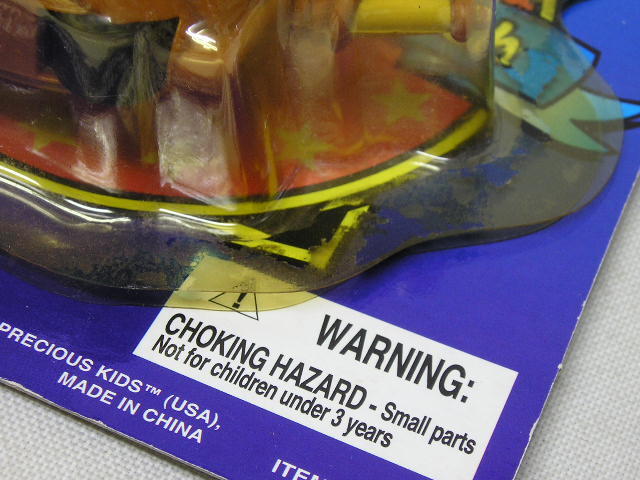 WARNING:
CHOKING HAZARD - Small parts
Not for children under 3 years
PRECIOUS KIDS™ (USA),
MADE IN CHINA
ITEM